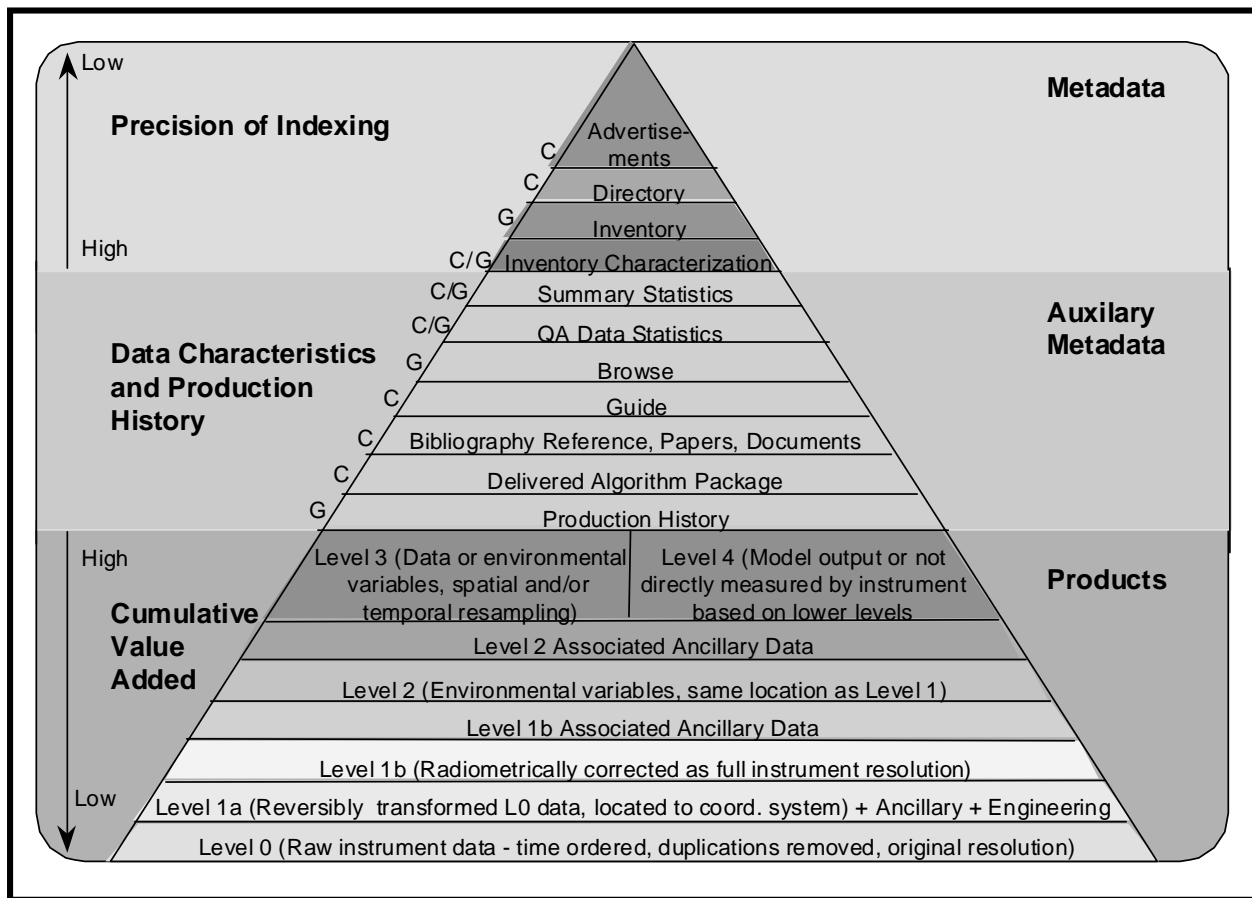 Low
Precision of Indexing
High
Metadata
Advertise-
ments
C
Directory
C
Inventory
G
Inventory Characterization
C/G
Data Characteristics
and Production
History
Auxilary
Metadata
C/G
Summary Statistics
C/G
QA Data Statistics
G
Browse
C
Guide
C
Bibliography Reference, Papers, Documents
C
Delivered Algorithm Package
G
Production History
High
Cumulative
Value
Added
Low
Products
Level 3 (Data or environmental
variables, spatial and/or
temporal resampling)
Level 4 (Model output or not
directly measured by instrument
based on lower levels
Level 2 Associated Ancillary Data
Level 2 (Environmental variables, same location as Level 1)
Level 1b Associated Ancillary Data
Level 1b (Radiometrically corrected as full instrument resolution)
Level 1a (Reversibly transformed L0 data, located to coord. system) + Ancillary + Engineering
Level 0 (Raw instrument data - time ordered, duplications removed, original resolution)